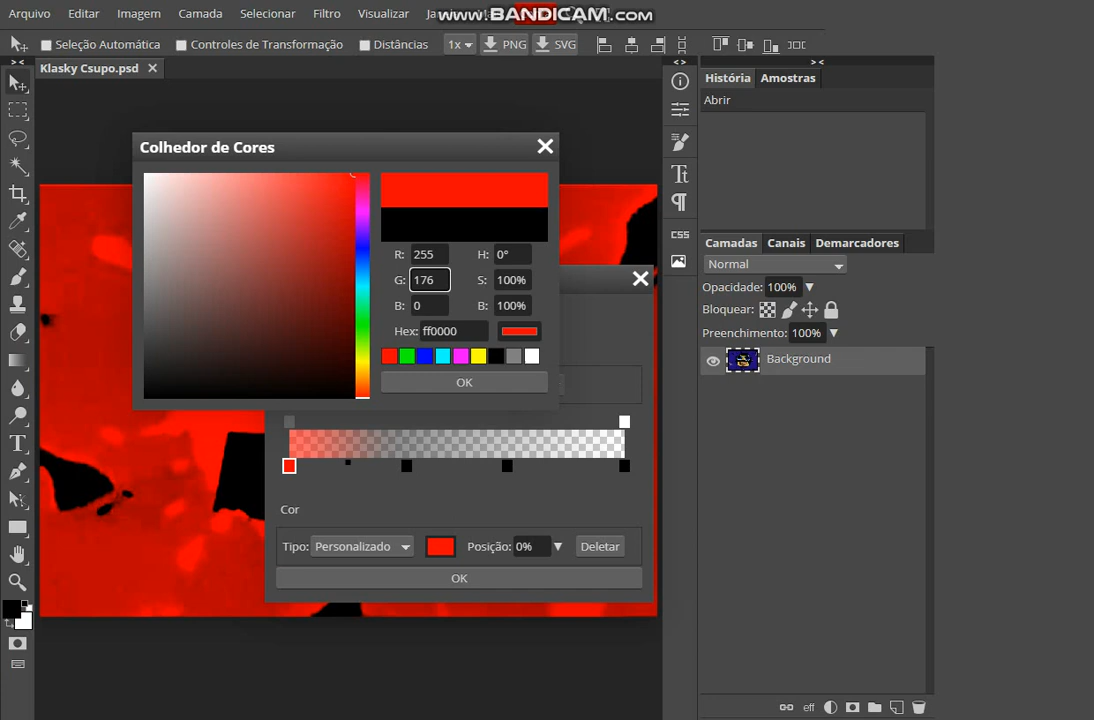 Arquivo Editar Imagem Camada Selecionar Filtro Visualizar Ja
www.BANDICAM.com
Seleção Automática Controles de Transformação Distâncias 1x PNG SVG
Klasky Csupo.psd
História Amostras
Abrir
Colhedor de Cores
R: 255 H: 0°
G: 176 S: 100%
B: 0 B: 100%
Hex: ff0000
OK
Cor
Tipo: Personalizado Posição: 0% Deletar
OK
CSS
Camadas Canais Demarcadores
Normal
Opacidade: 100%
Bloquear:
Preenchimento: 100%
Background
eff